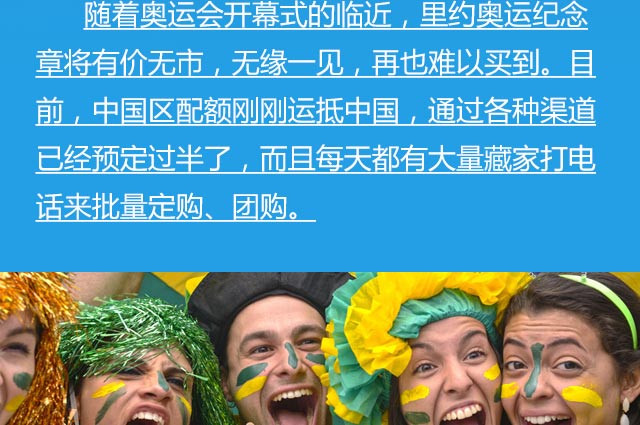 随着奥运会开幕式的临近，里约奥运纪念
章将有价无市，无缘一见，再也难以买到。目
前，中国区配额刚刚运抵中国，通过各种渠道
已经预定过半了，而且每天都有大量藏家打电
话来批量定购、团购。